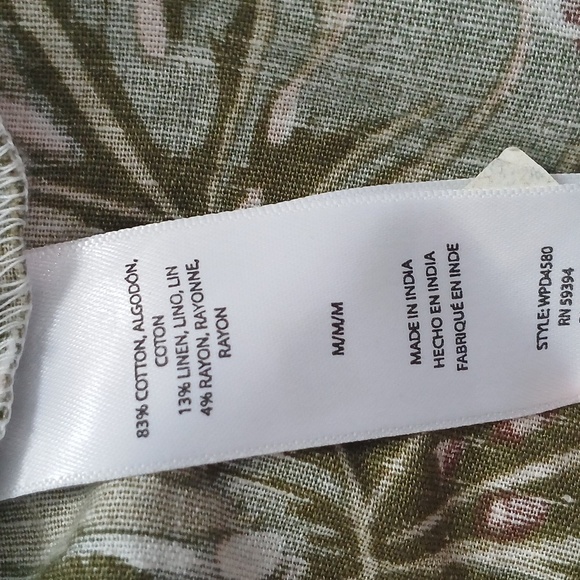 83% COTTON, ALGODÓN,
COTON
13% LINEN, LINO, LIN
4% RAYON, RAYONNE,
RAYON
M/M/M
MADE IN INDIA
HECHO EN INDIA
FABRIQUÉ EN INDE
STYLE:WPD4580
RN 59394